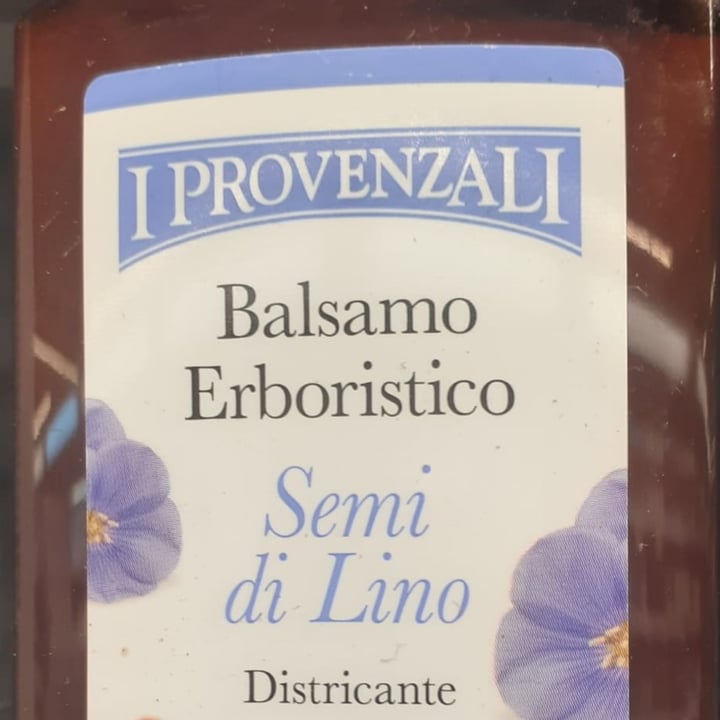 I PROVENZALI
Balsamo
Erboristico
Semi
di Lino
Districante